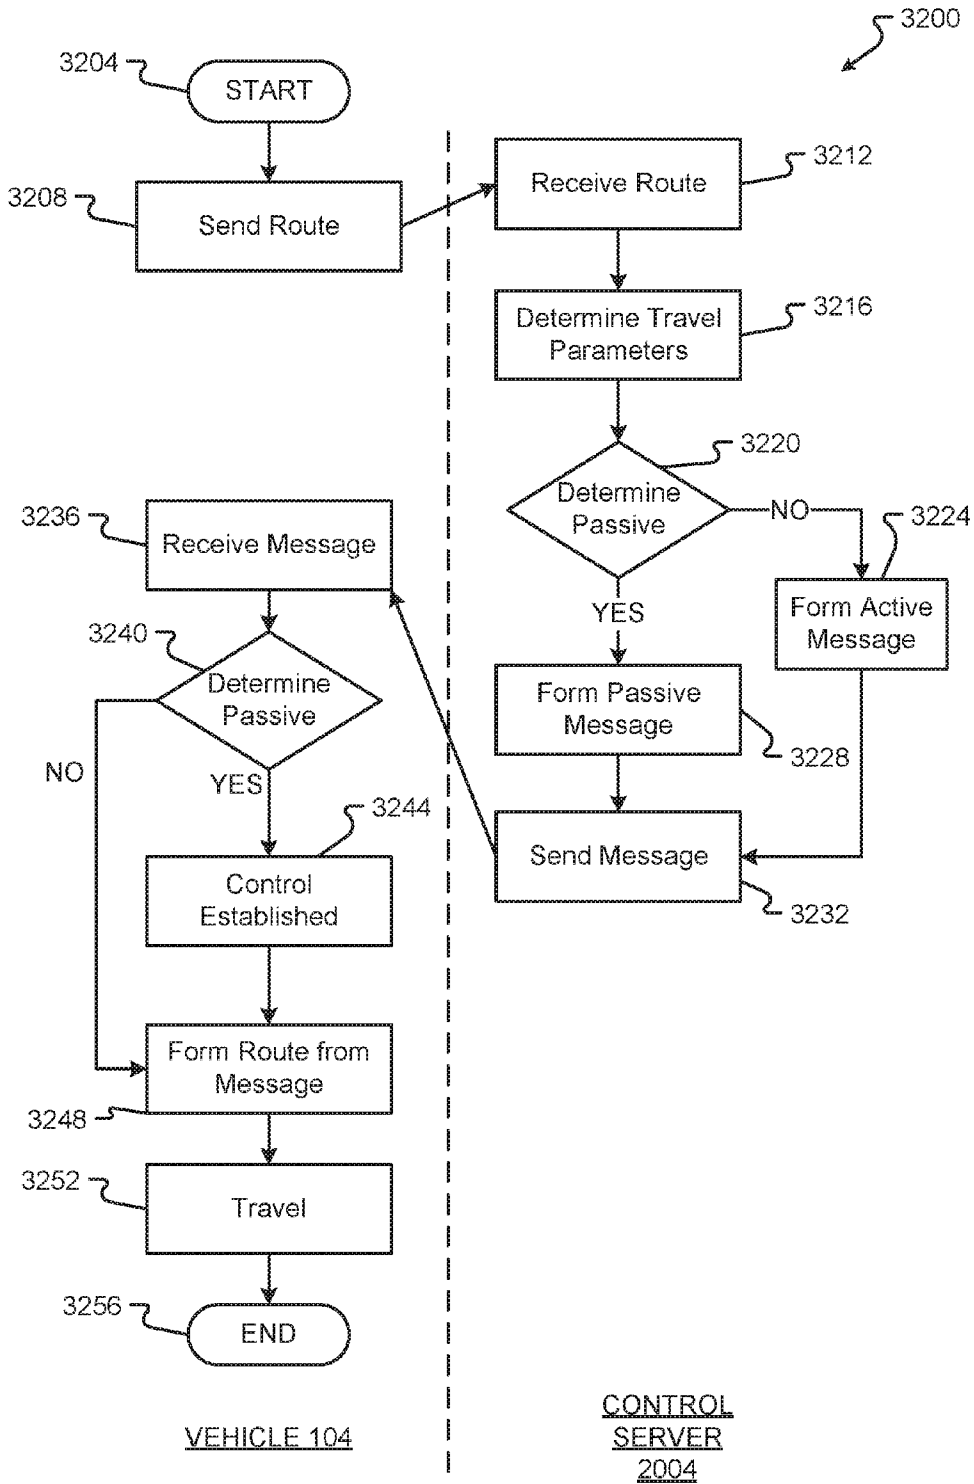 3200
3204
START
3208
Send Route
3212
Receive Route
3216
Determine Travel
Parameters
3220
Determine
Passive
NO
3224
Form Active
Message
YES
3228
Form Passive
Message
3232
Send Message
3236
Receive Message
3240
Determine
Passive
NO
YES
3244
Control
Established
3248
Form Route from
Message
3252
Travel
3256
END
VEHICLE 104
CONTROL
SERVER
2004